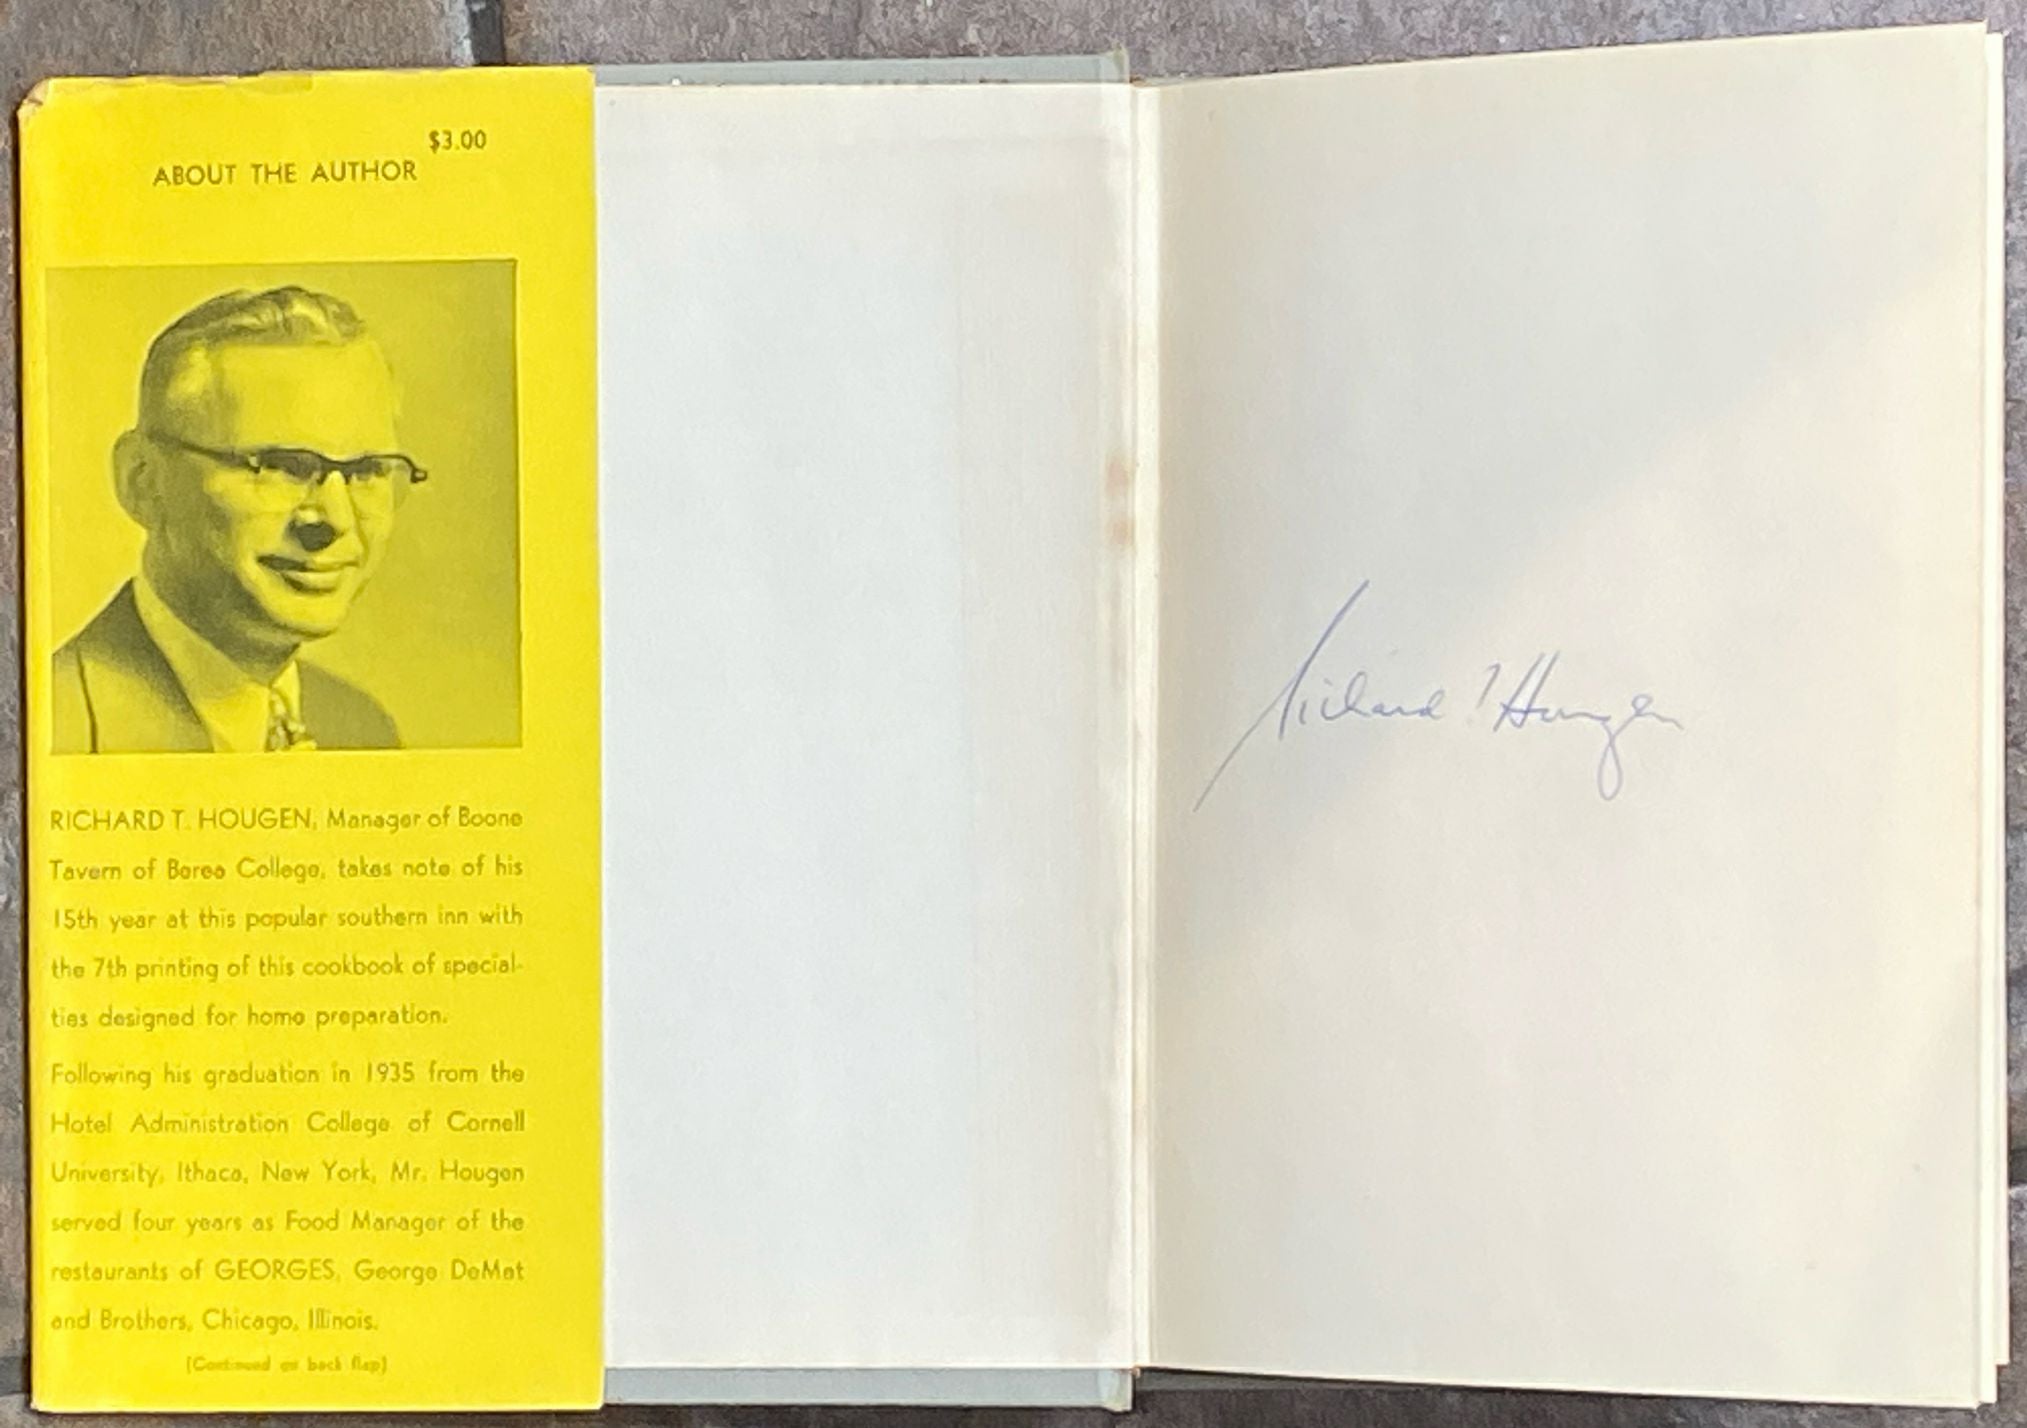 $3.00
ABOUT THE AUTHOR
RICHARD T. HOUGEN, Manager of Boone
Tavern of Berea College, takes note of his
15th year at this popular southern inn with
the 7th printing of this cookbook of special-
ties designed for home preparation.
Following his graduation in 1935 from the
Hotel Administration College of Cornell
University, Ithaca, New York, Mr. Hougen
served four years as Food Manager of the
restaurants of GEORGES, George DeMet
and Brothers, Chicago, Illinois.
(Continued on back flap)
Richard T Hougen